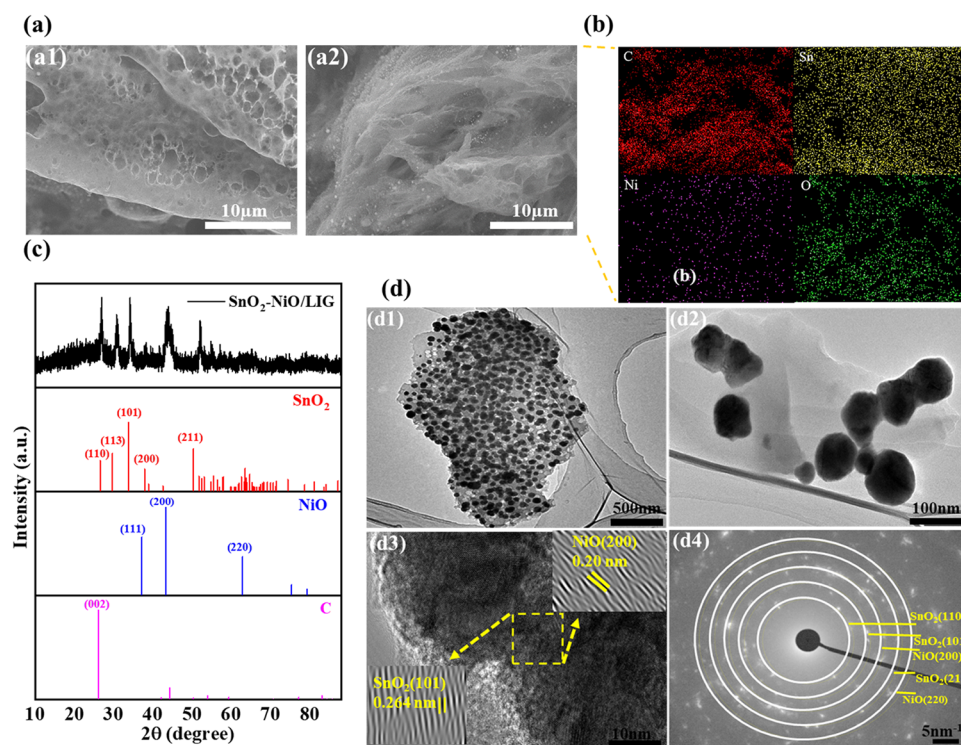 (a)
(b)
(a1)
(a2)
10μm
10μm
C
Sn
Ni
O
(b)
(c)
SnO₂-NiO/LIG
SnO₂
(101)
(110)
(113)
(200)
(211)
NiO
(200)
(111)
(220)
C
(002)
Intensity (a.u.)
10 20 30 40 50 60 70 80
2θ (degree)
(d)
(d1)
500nm
(d2)
100nm
(d3)
NiO(200)
0.20 nm
SnO₂(101)
0.264 nm
10nm
(d4)
SnO₂(110
SnO₂(10
NiO(200)
SnO₂(21
NiO(220)
5nm⁻¹